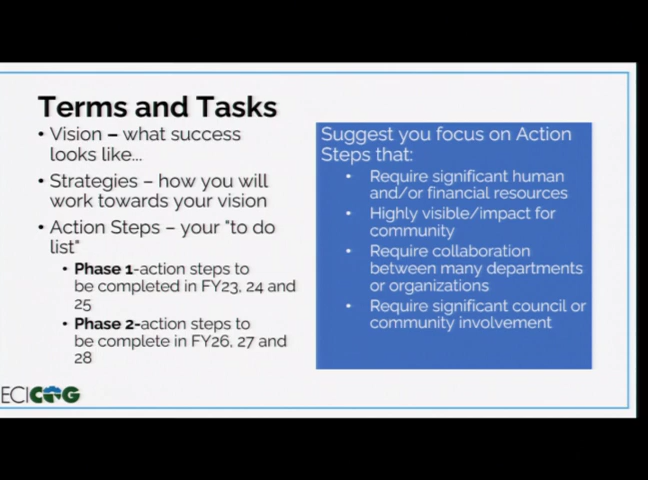 Terms and Tasks
• Vision – what success
looks like...
• Strategies – how you will
work towards your vision
• Action Steps – your "to do
list"
• Phase 1-action steps to
be completed in FY23, 24 and
25
• Phase 2-action steps to
be complete in FY26, 27 and
28
Suggest you focus on Action
Steps that:
• Require significant human
and/or financial resources
• Highly visible/impact for
community
• Require collaboration
between many departments
or organizations
• Require significant council or
community involvement
ECICOG